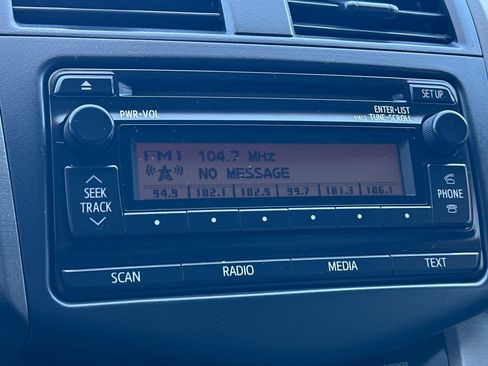 SET UP
PWR•VOL
ENTER•LIST
TUNE•SCROLL
FM1 104.7 MHz
NO MESSAGE
SEEK
TRACK
PHONE
94.9 102.1 102.9 99.7 101.3 106.1
SCAN RADIO MEDIA TEXT